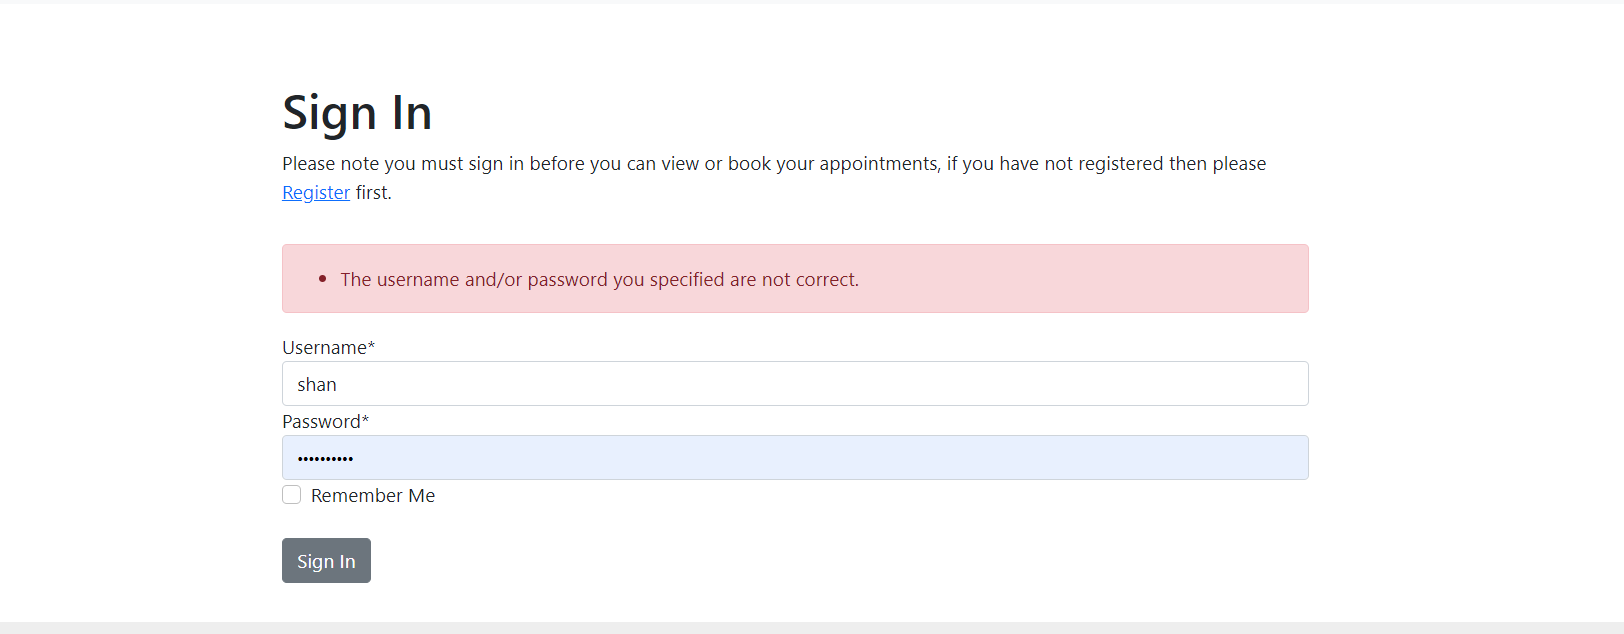 Sign In
Please note you must sign in before you can view or book your appointments, if you have not registered then please
Register first.
• The username and/or password you specified are not correct.
Username*
shan
Password*
••••••••••
Remember Me
Sign In